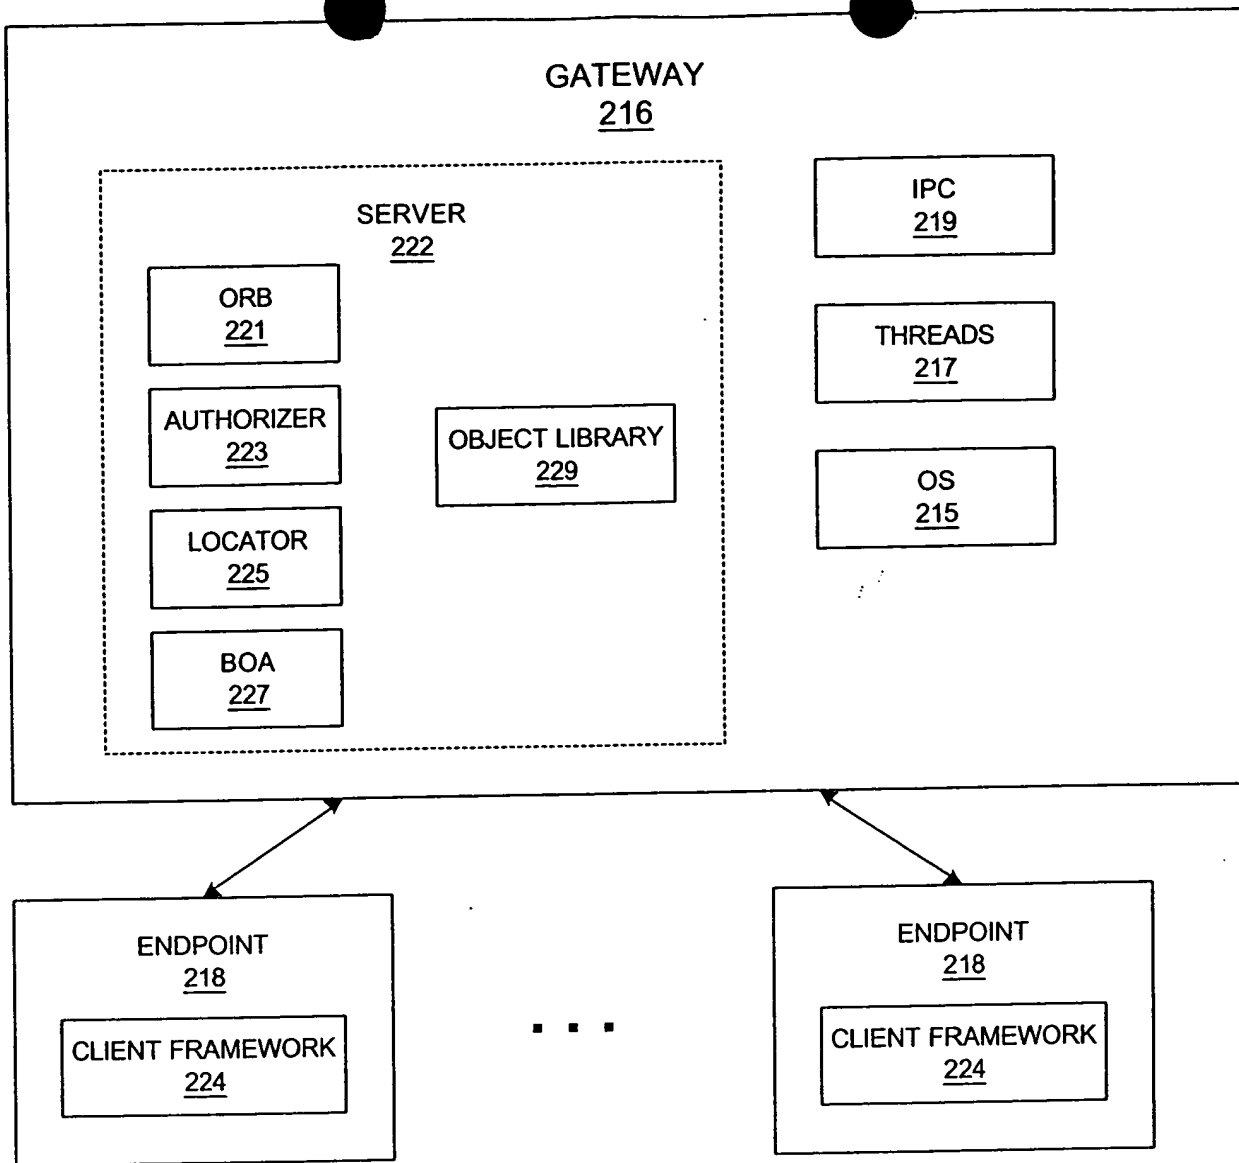 GATEWAY
216
SERVER
222
ORB
221
AUTHORIZER
223
LOCATOR
225
BOA
227
OBJECT LIBRARY
229
IPC
219
THREADS
217
OS
215
ENDPOINT
218
CLIENT FRAMEWORK
224
ENDPOINT
218
CLIENT FRAMEWORK
224